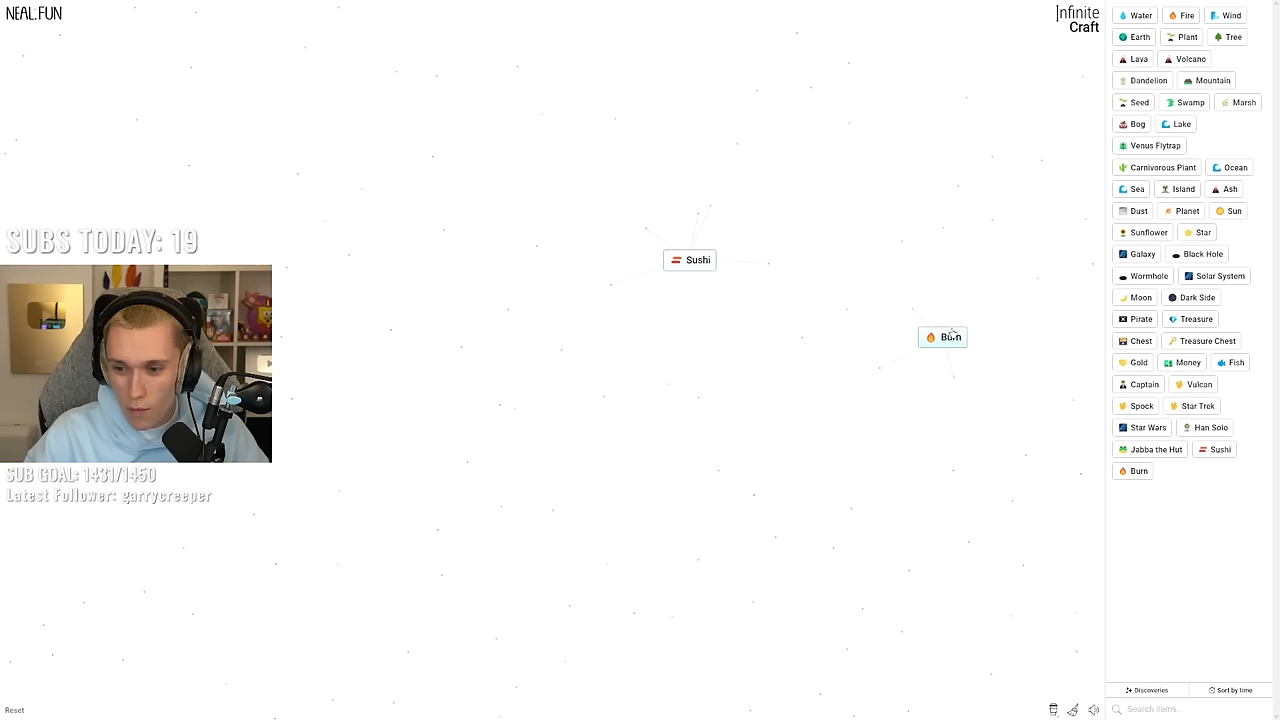 NEAL.FUN
Infinite
Craft
SUBS TODAY: 19
SUB GOAL: 1431/1450
Latest Follower: garrycreeper
Sushi
Burn
Reset
Water Fire Wind
Earth Plant Tree
Lava Volcano
Dandelion Mountain
Seed Swamp Marsh
Bog Lake
Venus Flytrap
Carnivorous Plant Ocean
Sea Island Ash
Dust Planet Sun
Sunflower Star
Galaxy Black Hole
Wormhole Solar System
Moon Dark Side
Pirate Treasure
Chest Treasure Chest
Gold Money Fish
Captain Vulcan
Spock Star Trek
Star Wars Han Solo
Jabba the Hut Sushi
Burn
Discoveries Sort by time
Search items...